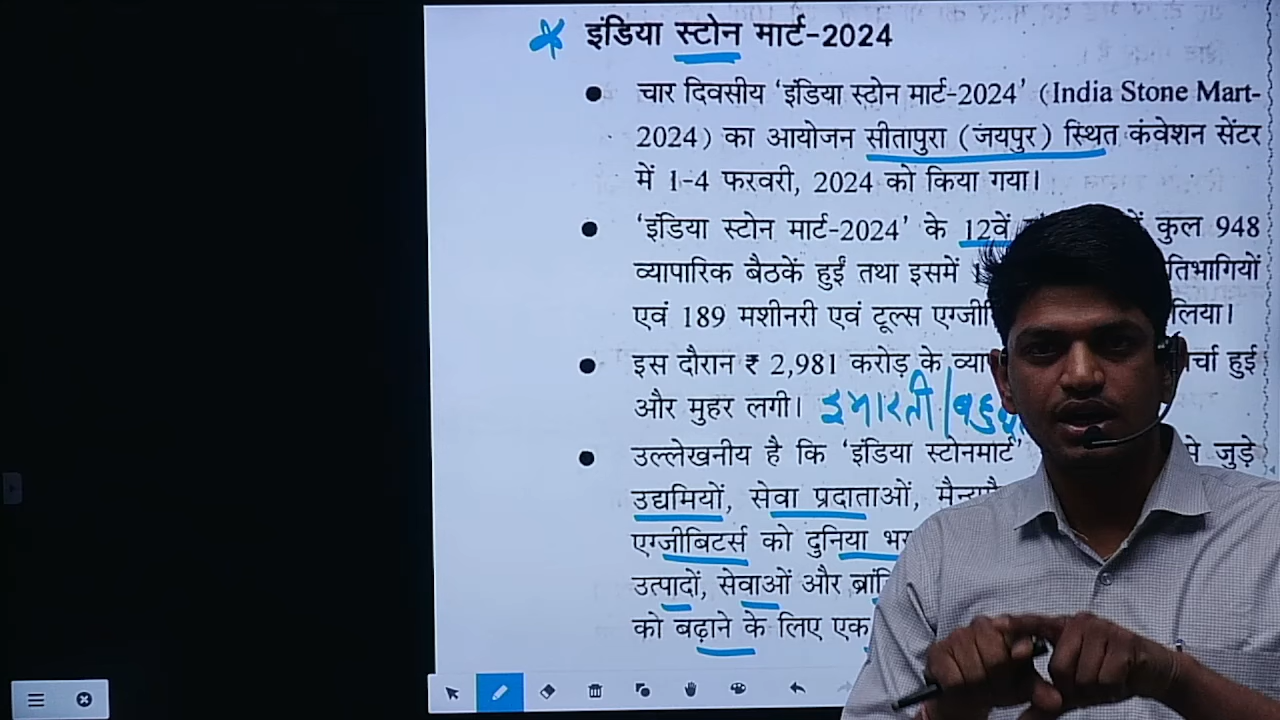 इंडिया स्टोन मार्ट-2024
● चार दिवसीय ‘इंडिया स्टोन मार्ट-2024’ (India Stone Mart-
2024) का आयोजन सीतापुरा (जयपुर) स्थित कंवेशन सेंटर
में 1-4 फरवरी, 2024 को किया गया।
● ‘इंडिया स्टोन मार्ट-2024’ के 12वें कुल 948
व्यापारिक बैठकें हुईं तथा इसमें
एवं 189 मशीनरी एवं टूल्स लिया।
● इस दौरान ₹ 2,981 करोड़ के हुई
और मुहर लगी। इमारती/
● उल्लेखनीय है कि ‘इंडिया स्टोनमार्ट’ से जुड़े
उद्यमियों, सेवा प्रदाताओं,
एग्जीबिटर्स को दुनिया
उत्पादों, सेवाओं और
को बढ़ाने के लिए एक